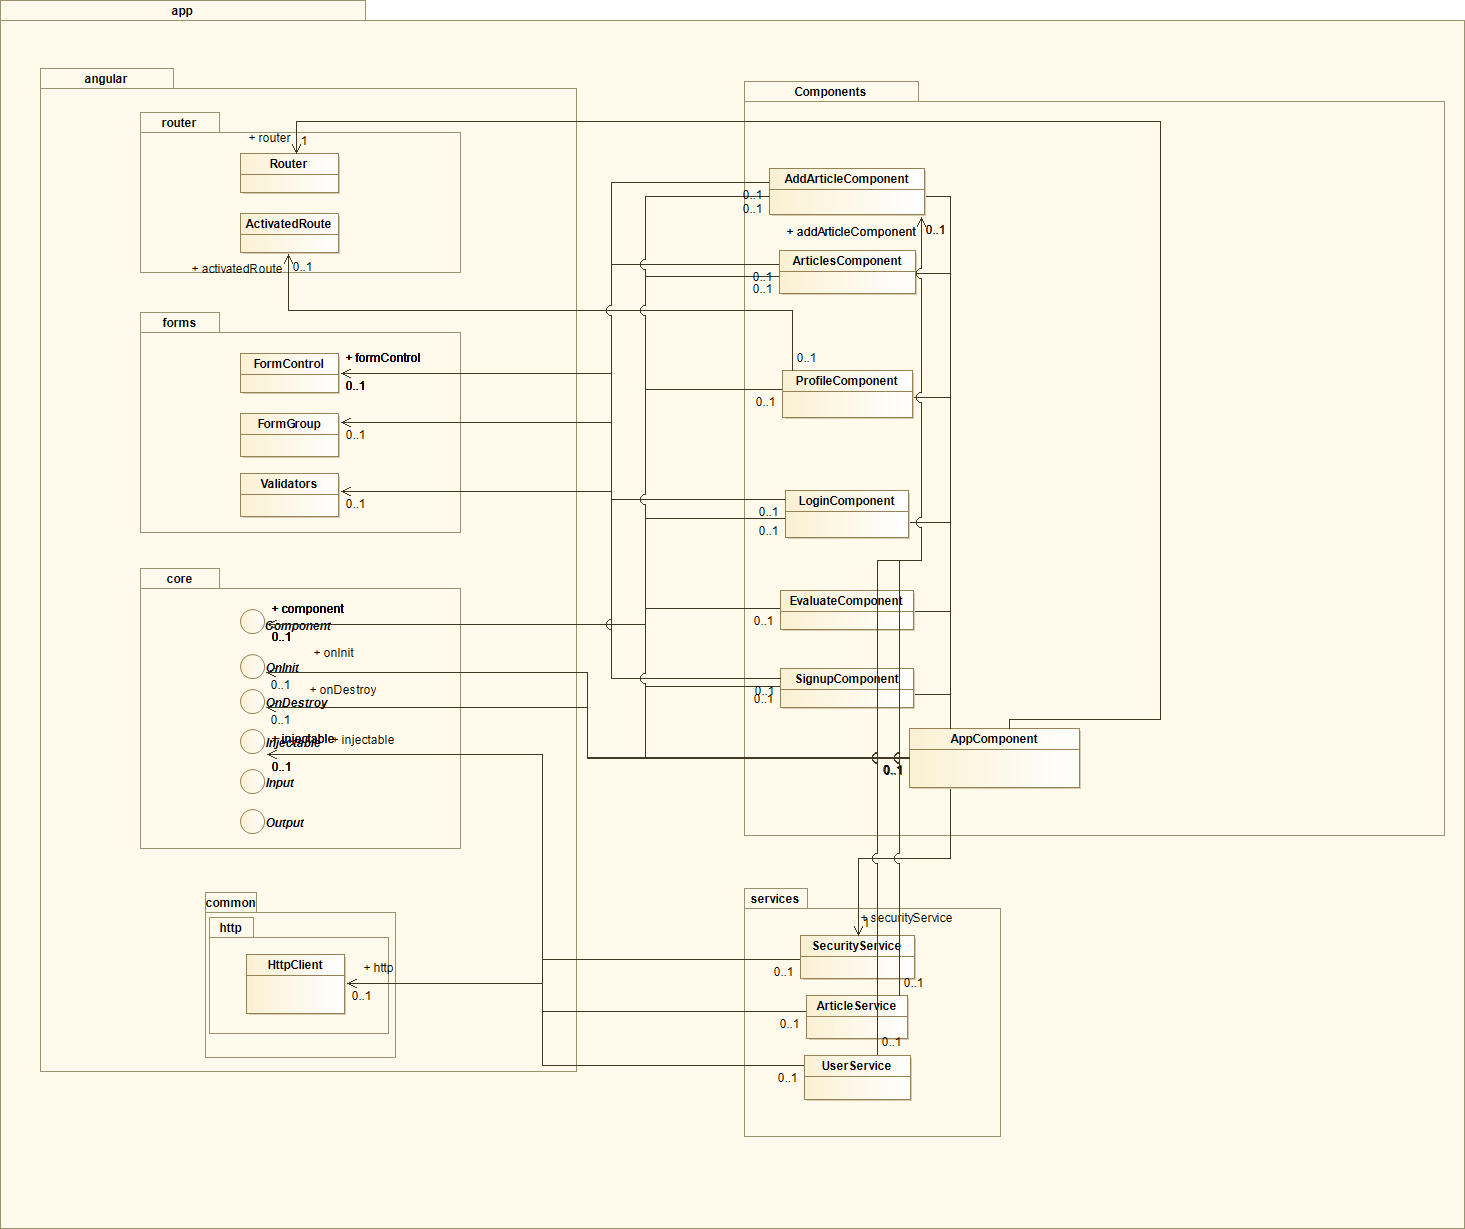 app
angular
router
+ router
1
Router
ActivatedRoute
+ activatedRoute
0..1
forms
FormControl
+ formControl
0..1
FormGroup
0..1
Validators
0..1
core
+ component
Component
0..1
+ onInit
OnInit
0..1
+ onDestroy
OnDestroy
0..1
+ injectable
+ injectable
Injectable
0..1
Input
Output
common
http
HttpClient
+ http
0..1
Components
AddArticleComponent
0..1
0..1
+ addArticleComponent
0..1
ArticlesComponent
0..1
0..1
0..1
ProfileComponent
0..1
LoginComponent
0..1
0..1
EvaluateComponent
0..1
SignupComponent
0..1
0..1
AppComponent
0..1
services
+ securityService
1
SecurityService
0..1
0..1
ArticleService
0..1
0..1
UserService
0..1